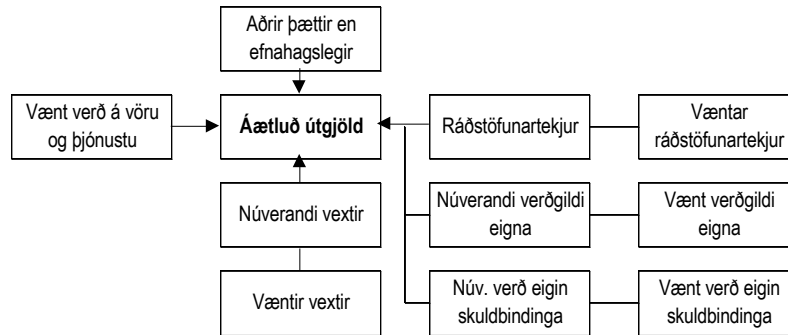 Aðrir þættir en
efnahagslegir
Vænt verð á vöru
og þjónustu
Áætluð útgjöld
Ráðstöfunartekjur
Væntar
ráðstöfunartekjur
Núverandi vextir
Núverandi verðgildi
eigna
Vænt verðgildi
eigna
Væntir vextir
Núv. verð eigin
skuldbindinga
Vænt verð eigin
skuldbindinga